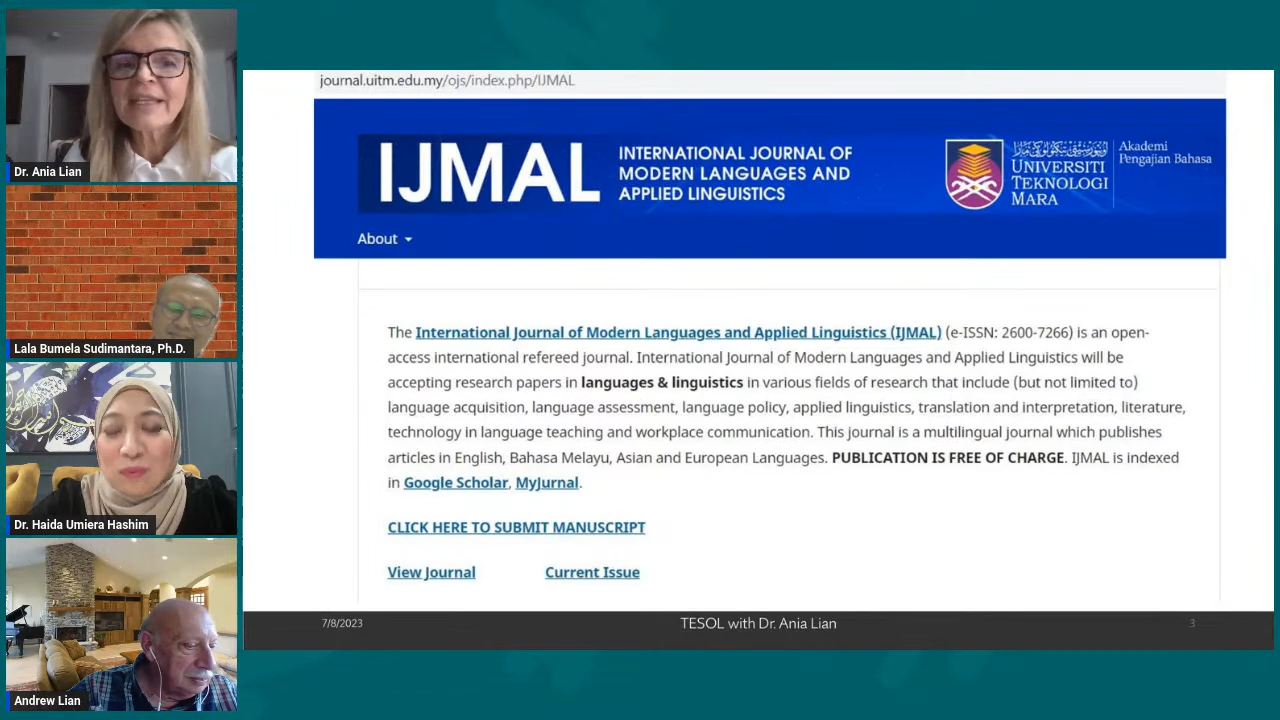 Dr. Ania Lian
Lala Bumela Sudimantara, Ph.D.
Dr. Haida Umiera Hashim
Andrew Lian
journal.uitm.edu.my/ojs/index.php/IJMAL
IJMAL
INTERNATIONAL JOURNAL OF
MODERN LANGUAGES AND
APPLIED LINGUISTICS
UNIVERSITI
TEKNOLOGI
MARA
Akademi
Pengajian Bahasa
About
The International Journal of Modern Languages and Applied Linguistics (IJMAL) (e-ISSN: 2600-7266) is an open-
access international refereed journal. International Journal of Modern Languages and Applied Linguistics will be
accepting research papers in languages & linguistics in various fields of research that include (but not limited to)
language acquisition, language assessment, language policy, applied linguistics, translation and interpretation, literature,
technology in language teaching and workplace communication. This journal is a multilingual journal which publishes
articles in English, Bahasa Melayu, Asian and European Languages. PUBLICATION IS FREE OF CHARGE. IJMAL is indexed
in Google Scholar, MyJurnal.
CLICK HERE TO SUBMIT MANUSCRIPT
View Journal
Current Issue
7/8/2023
TESOL with Dr. Ania Lian
3